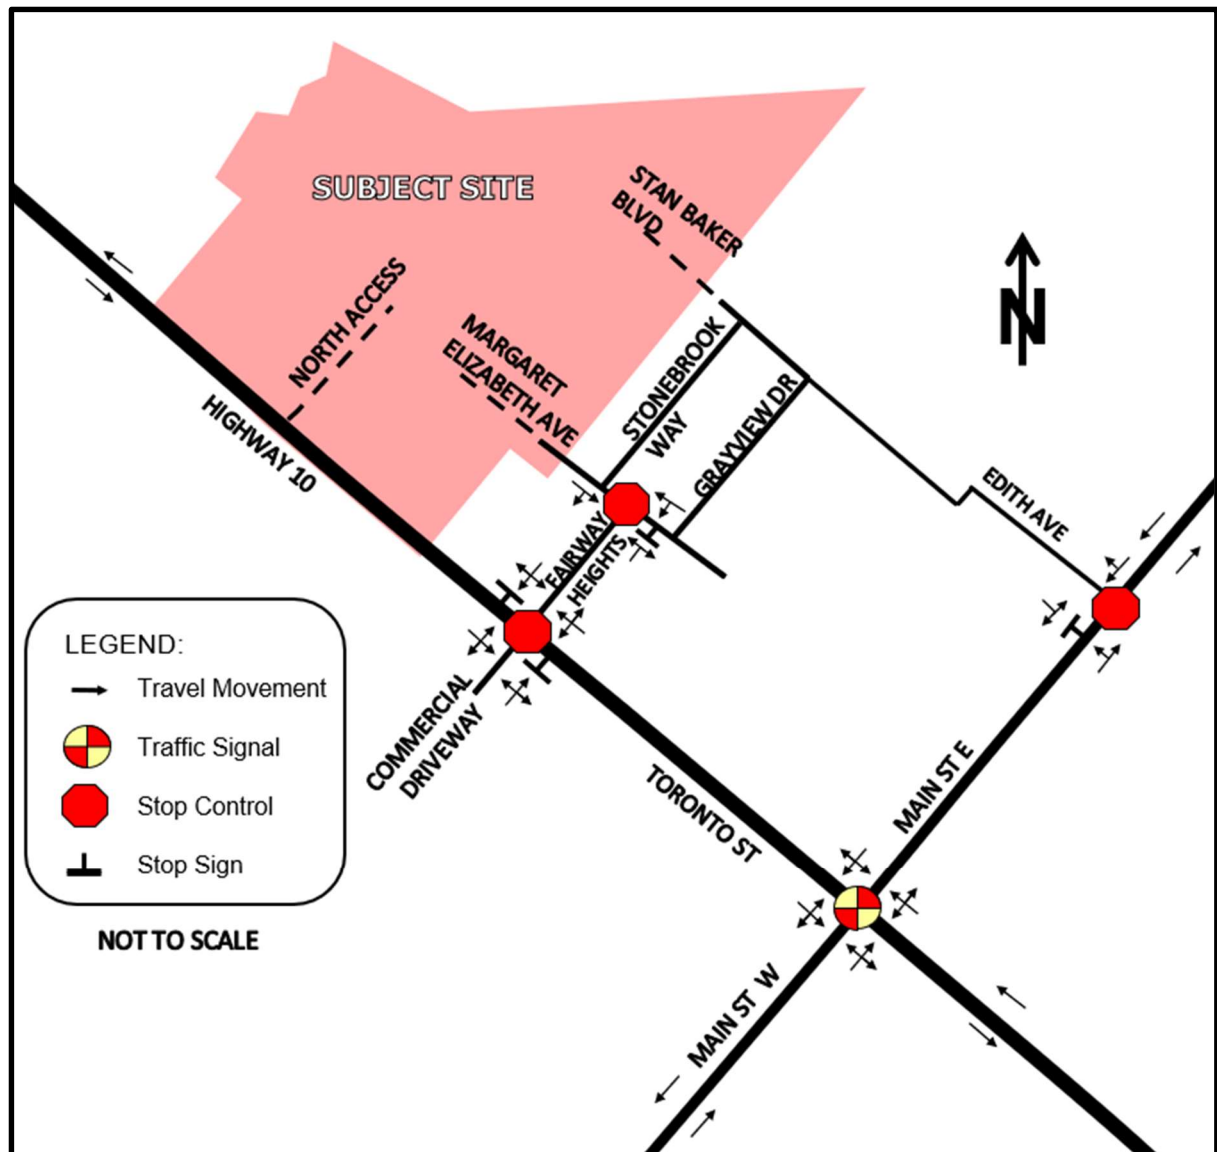 SUBJECT SITE
STAN BAKER
BLVD
NORTH ACCESS
MARGARET
ELIZABETH AVE
STONEBROOK
WAY
GRAYVIEW DR
N
HIGHWAY 10
EDITH AVE
FAIRWAY
HEIGHTS
COMMERCIAL
DRIVEWAY
TORONTO ST
MAIN ST E
MAIN ST W
LEGEND:
Travel Movement
Traffic Signal
Stop Control
Stop Sign
NOT TO SCALE